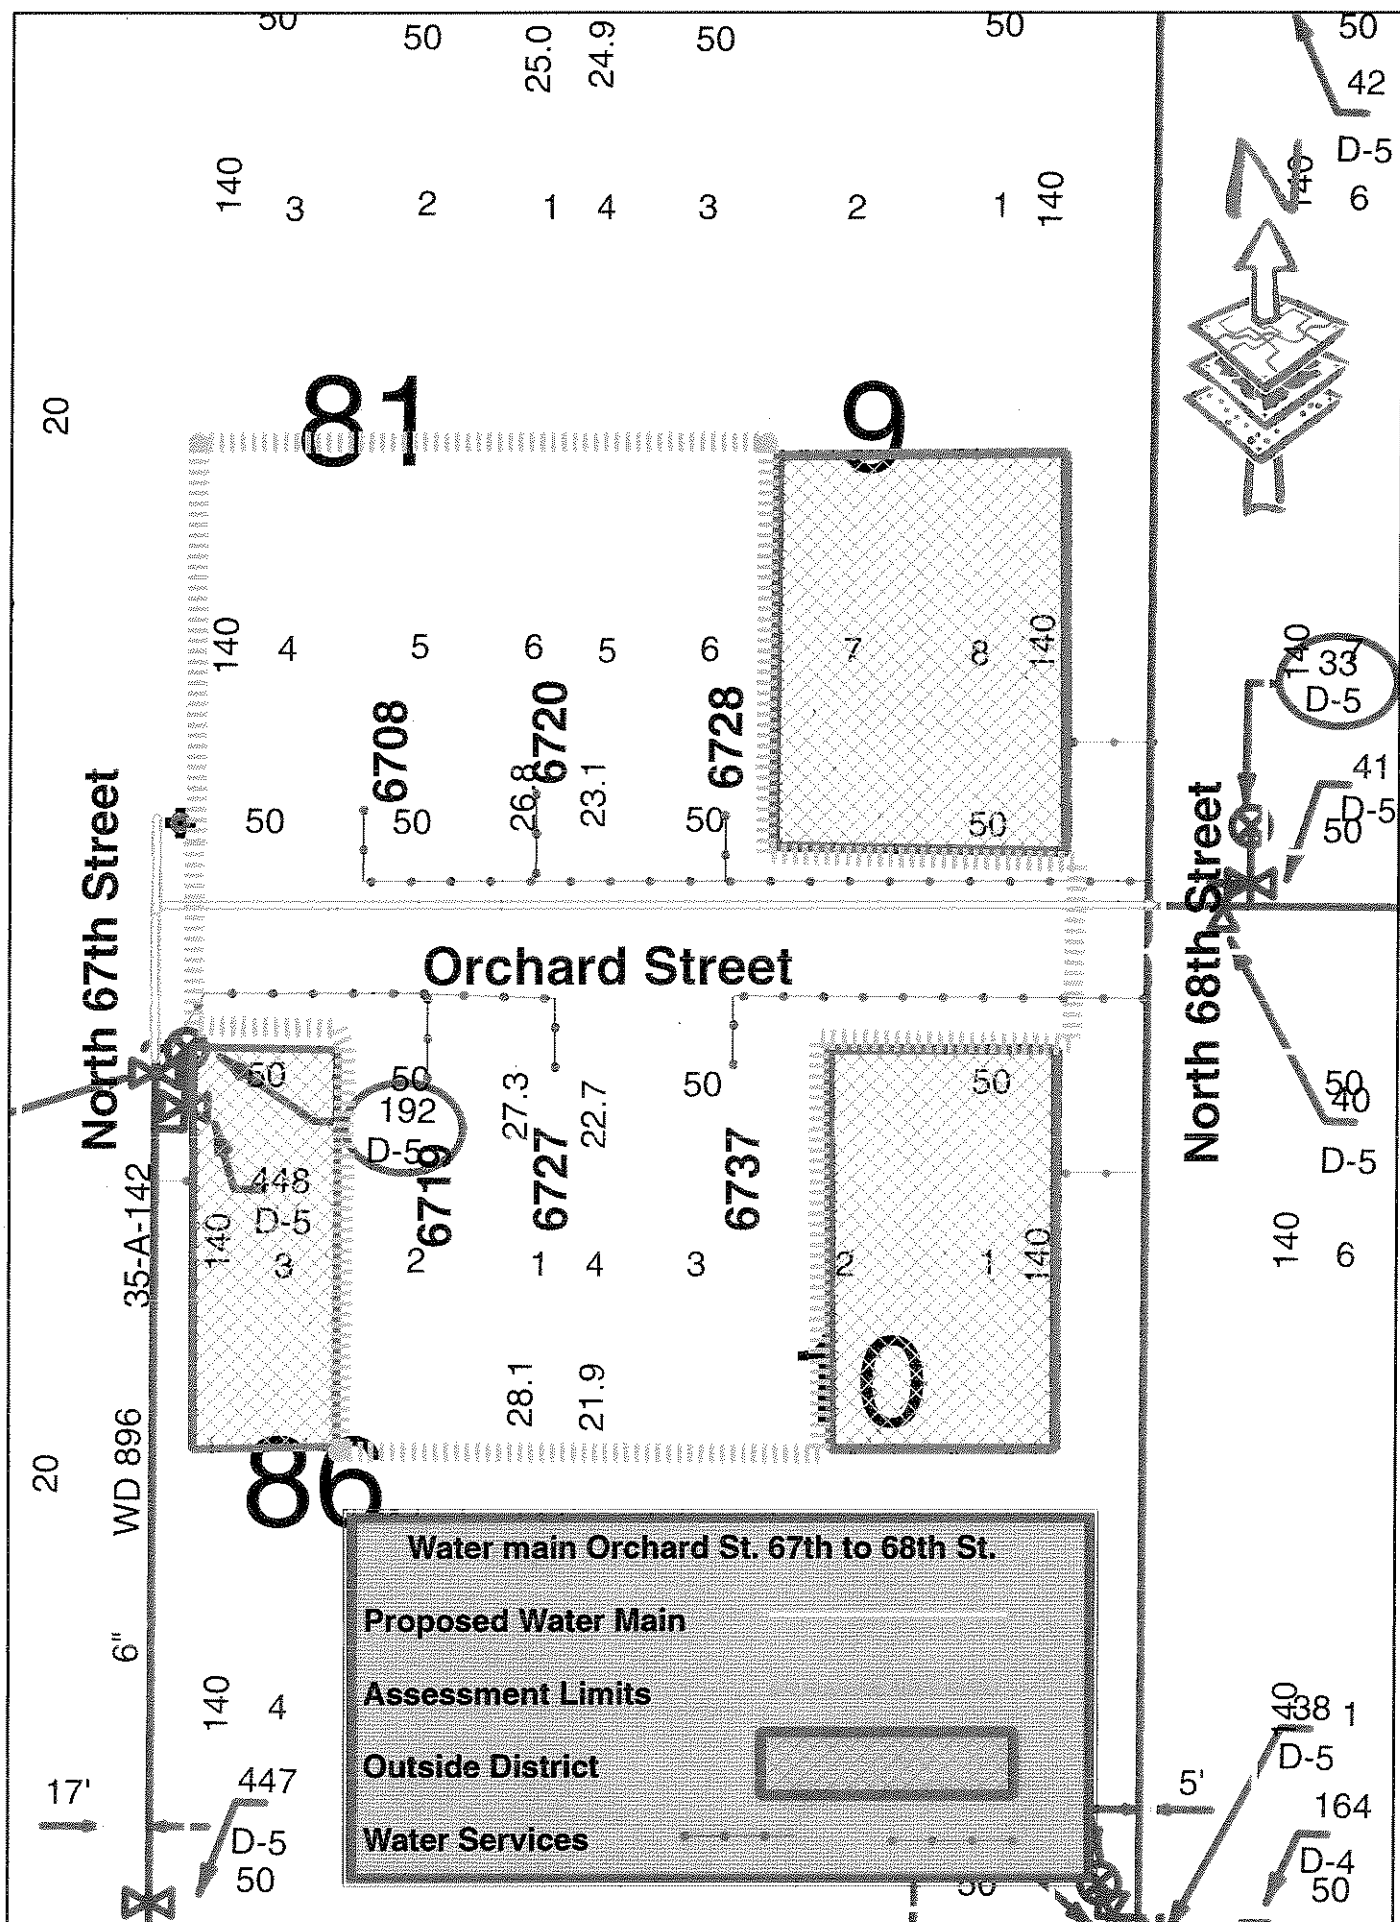 50 50 25.0 24.9 50 50 50
42
D-5
140 3 2 1 4 3 2 1 140 140 6
N
20
81 9
140 4 5 6 5 6 7 8 140 140 37
33
D-5
6708 6720 6728
41
D-5
50 50 26.8 23.1 50 50 50
North 67th Street
North 68th Street
Orchard Street
50 50 27.3 22.7 50 50 50
192
D-5
40
D-5
448
D-5
6719 6727 6737
35-A-142
140 3 2 1 4 3 2 1 140 140 6
28.1 21.9
0
WD 896
20
86
6"
Water main Orchard St. 67th to 68th St.
Proposed Water Main
Assessment Limits
Outside District
Water Services
140 4
17'
447
D-5
50
50
5'
140 438 1
D-5
164
D-4
50